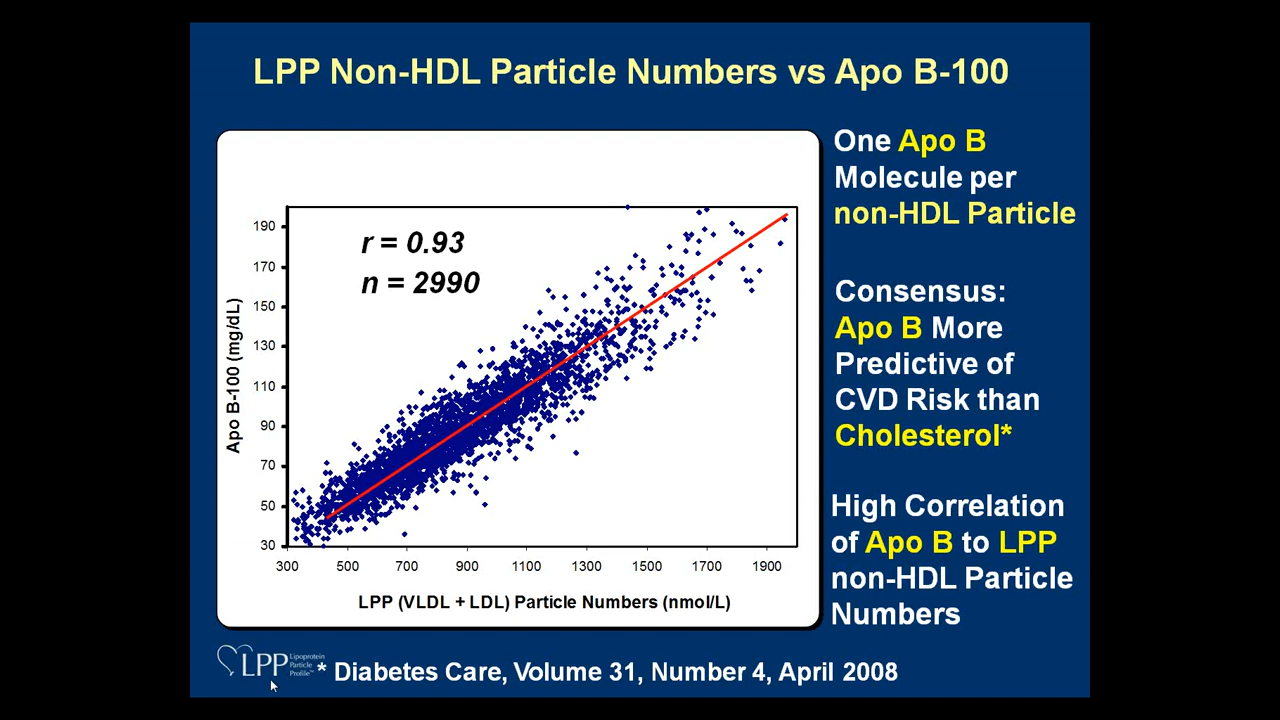 LPP Non-HDL Particle Numbers vs Apo B-100
One Apo B
Molecule per
non-HDL Particle
Consensus:
Apo B More
Predictive of
CVD Risk than
Cholesterol*
High Correlation
of Apo B to LPP
non-HDL Particle
Numbers
r = 0.93
n = 2990
Apo B-100 (mg/dL)
190
170
150
130
110
90
70
50
30
300 500 700 900 1100 1300 1500 1700 1900
LPP (VLDL + LDL) Particle Numbers (nmol/L)
LPP
Lipoprotein
Particle
Profile™
* Diabetes Care, Volume 31, Number 4, April 2008